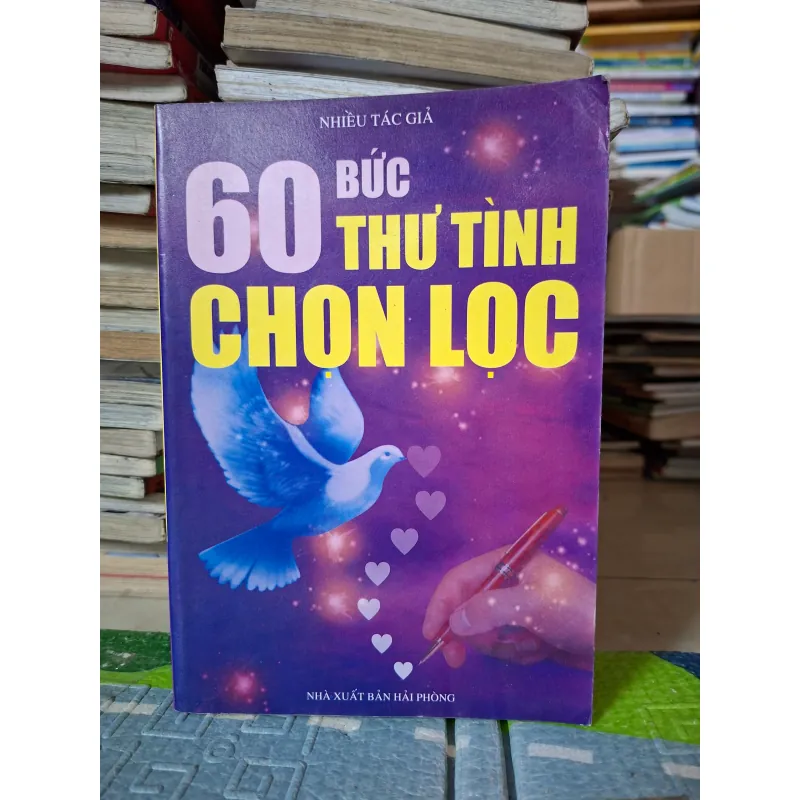 NHIỀU TÁC GIẢ
60 BỨC
THƯ TÌNH
CHỌN LỌC
NHÀ XUẤT BẢN HẢI PHÒNG